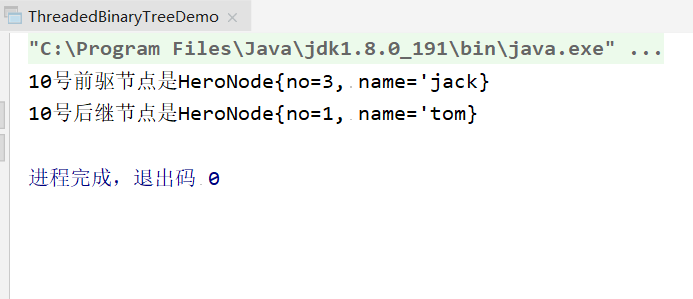 ThreadedBinaryTreeDemo ×
"C:\Program Files\Java\jdk1.8.0_191\bin\java.exe" ...
10号前驱节点是HeroNode{no=3, name='jack}
10号后继节点是HeroNode{no=1, name='tom}
进程完成，退出码 0